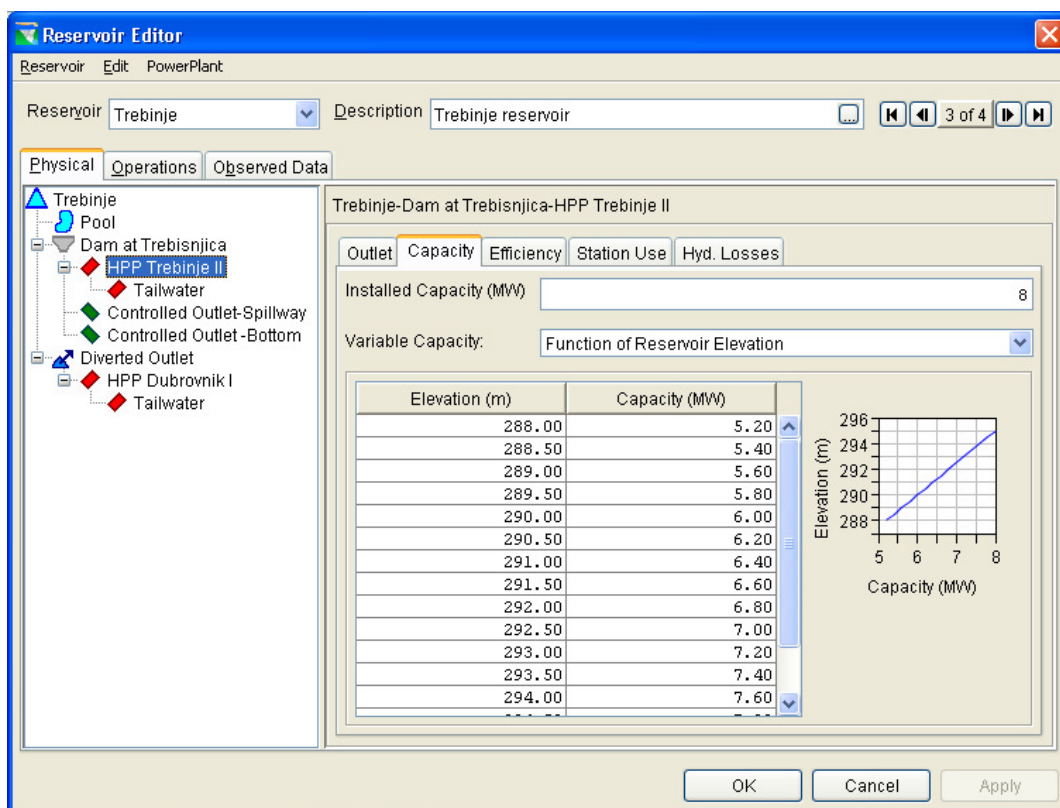 Reservoir Editor
Reservoir Edit PowerPlant
Reservoir Trebinje Description Trebinje reservoir ... 3 of 4
Physical Operations Observed Data
Trebinje
Pool
Dam at Trebisnjica
HPP Trebinje II
Tailwater
Controlled Outlet-Spillway
Controlled Outlet-Bottom
Diverted Outlet
HPP Dubrovnik I
Tailwater
Trebinje-Dam at Trebisnjica-HPP Trebinje II
Outlet Capacity Efficiency Station Use Hyd. Losses
Installed Capacity (MW) 8
Variable Capacity: Function of Reservoir Elevation
Elevation (m) Capacity (MW)
288.00 5.20
288.50 5.40
289.00 5.60
289.50 5.80
290.00 6.00
290.50 6.20
291.00 6.40
291.50 6.60
292.00 6.80
292.50 7.00
293.00 7.20
293.50 7.40
294.00 7.60
Elevation (m)
296
294
292
290
288
5 6 7 8
Capacity (MW)
OK Cancel Apply